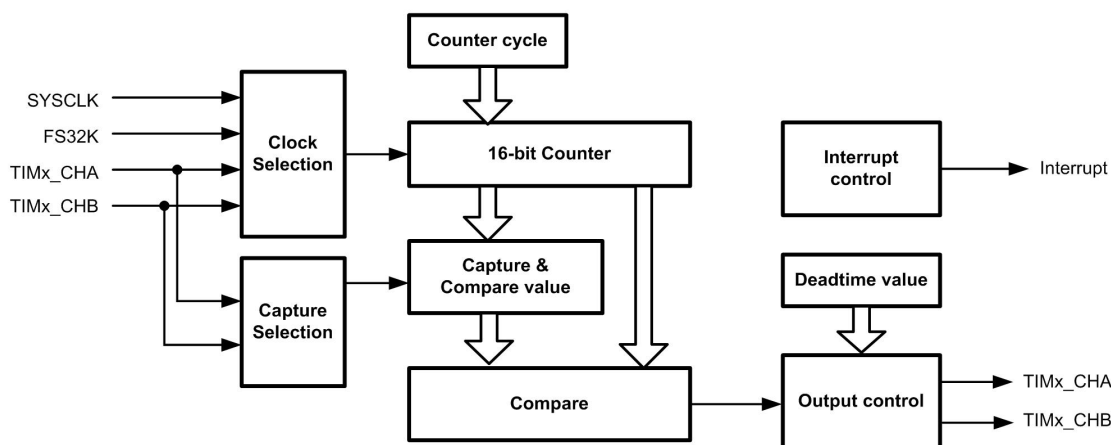 Counter cycle
SYSCLK
FS32K
TIMx_CHA
TIMx_CHB
Clock
Selection
16-bit Counter
Interrupt
control
Interrupt
Capture &
Compare value
Capture
Selection
Deadtime value
Compare
Output control
TIMx_CHA
TIMx_CHB